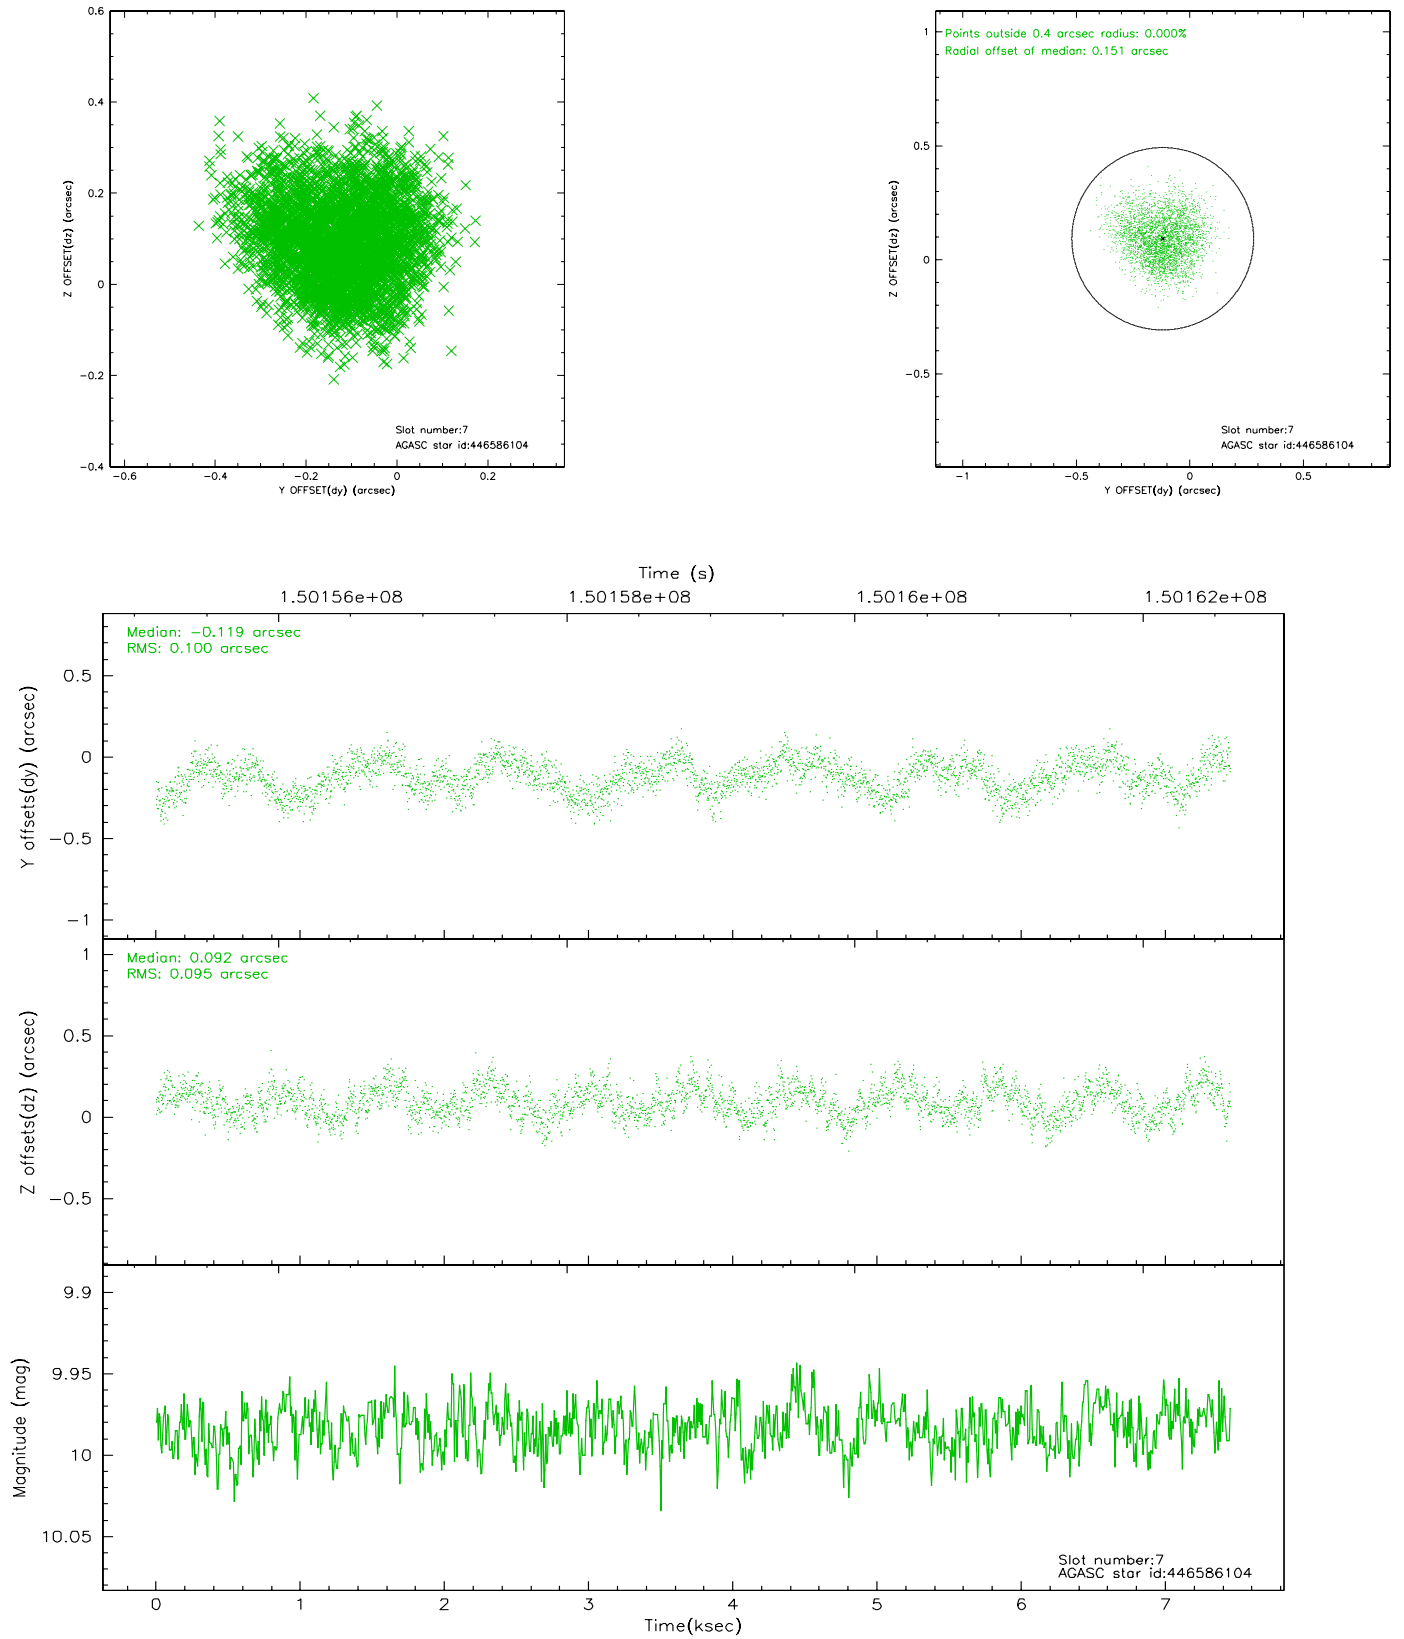 0.6
0.4
0.2
0
−0.2
−0.4
−0.6
−0.4
−0.2
0
0.2
Z OFFSET(dz) (arcsec)
Y OFFSET(dy) (arcsec)
Slot number:7
AGASC star id:446586104
Points outside 0.4 arcsec radius: 0.000%
Radial offset of median: 0.151 arcsec
1
0.5
0
−0.5
−1
−0.5
0
0.5
Z OFFSET(dz) (arcsec)
Y OFFSET(dy) (arcsec)
Slot number:7
AGASC star id:446586104
Time (s)
1.50156e+08
1.50158e+08
1.5016e+08
1.50162e+08
Median: −0.119 arcsec
RMS: 0.100 arcsec
0.5
0
−0.5
−1
Y offsets(dy) (arcsec)
Median: 0.092 arcsec
RMS: 0.095 arcsec
1
0.5
0
−0.5
Z offsets(dz) (arcsec)
9.9
9.95
10
10.05
Magnitude (mag)
Slot number:7
AGASC star id:446586104
0
1
2
3
4
5
6
7
Time(ksec)